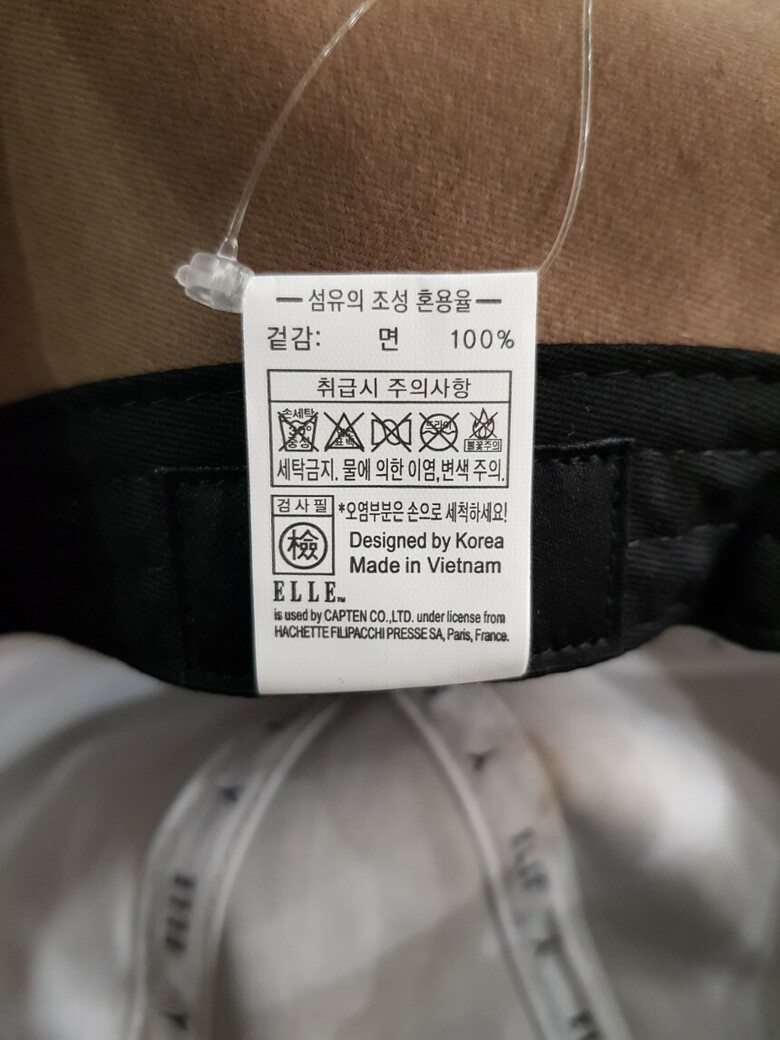 섬유의 조성 혼용율
겉감: 면 100%
취급시 주의사항
손세탁
30°
중성
표백
드라이
불꽃주의
세탁금지. 물에 의한 이염,변색 주의.
검사필
檢
*오염부분은 손으로 세척하세요!
Designed by Korea
Made in Vietnam
ELLE™
is used by CAPTEN CO.,LTD. under license from
HACHETTE FILIPACCHI PRESSE SA, Paris, France.